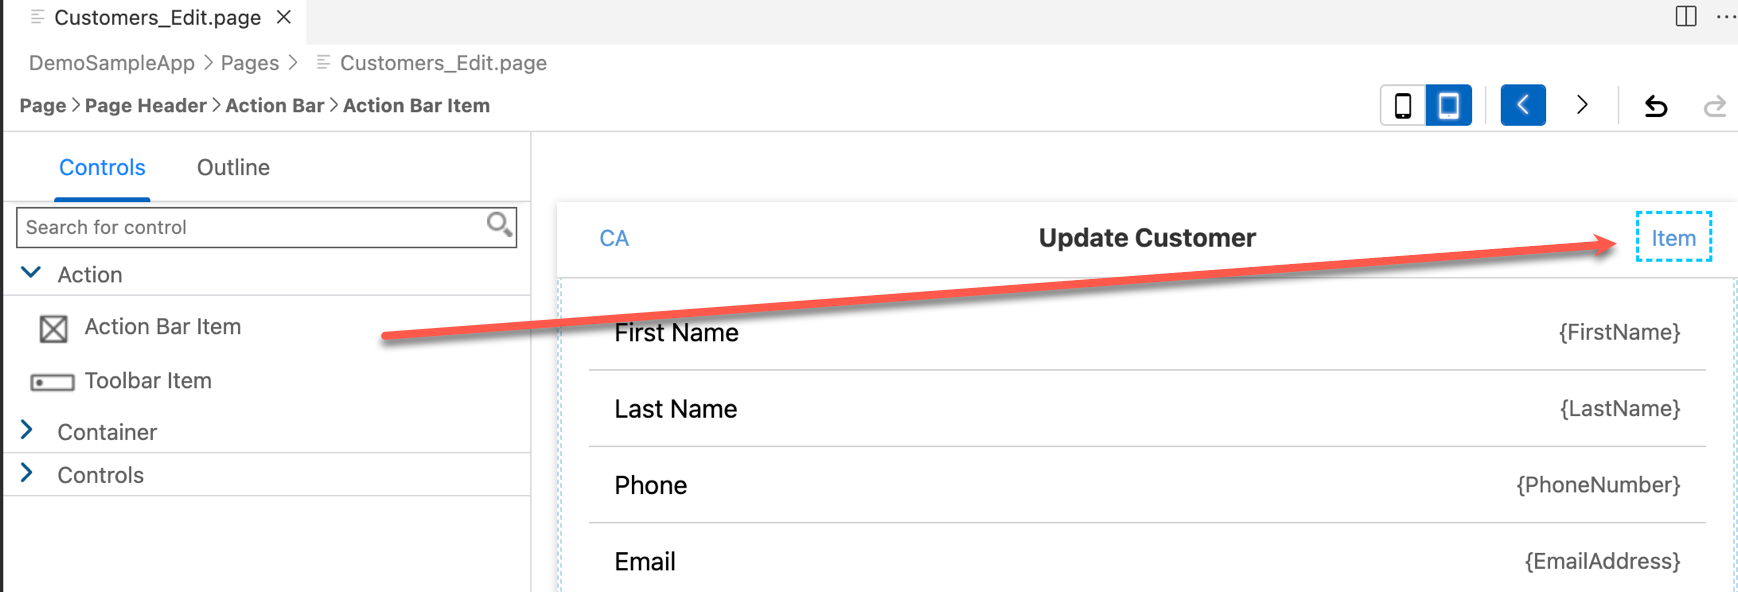 Customers_Edit.page
DemoSampleApp > Pages > Customers_Edit.page
Page > Page Header > Action Bar > Action Bar Item
Controls Outline
Search for control
Action
Action Bar Item
Toolbar Item
Container
Controls
CA Update Customer Item
First Name {FirstName}
Last Name {LastName}
Phone {PhoneNumber}
Email {EmailAddress}